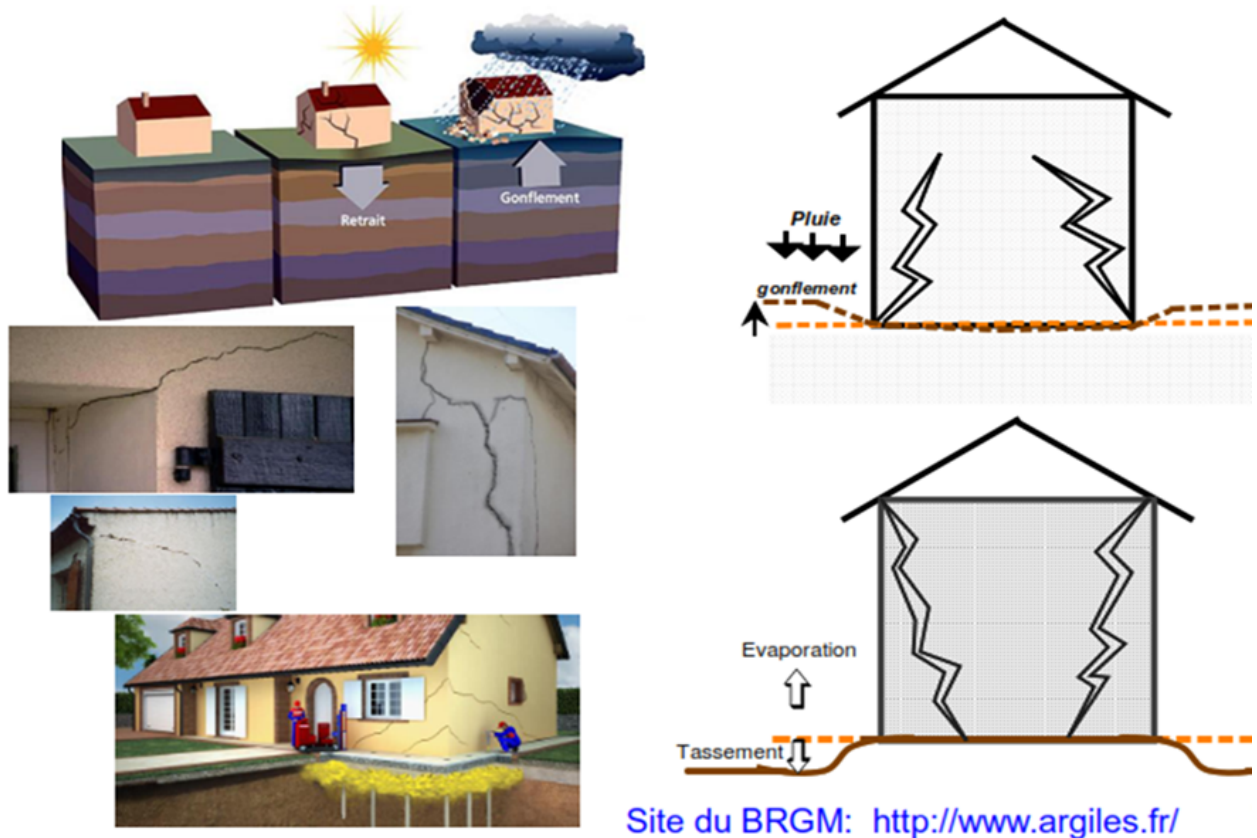 Retrait
Gonflement
Pluie
gonflement
Evaporation
Tassement
Site du BRGM: http://www.argiles.fr/